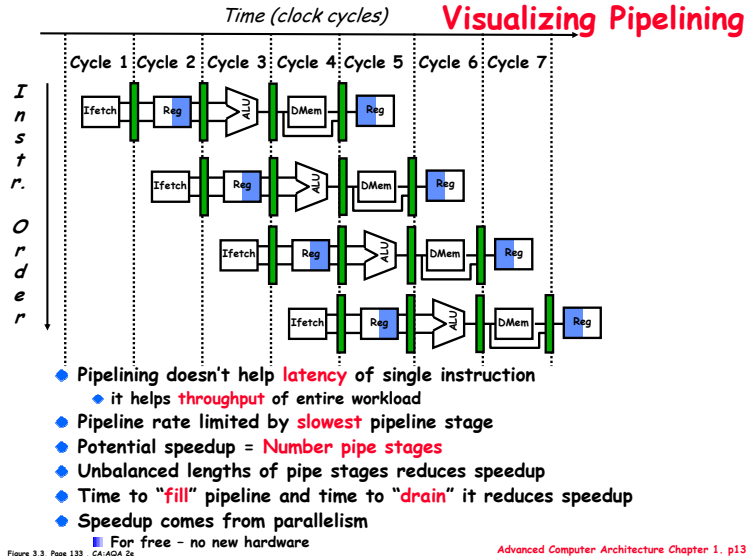 Time (clock cycles)
Visualizing Pipelining
Cycle 1 Cycle 2 Cycle 3 Cycle 4 Cycle 5 Cycle 6 Cycle 7
Instr. Order
Ifetch Reg ALU DMem Reg
Ifetch Reg ALU DMem Reg
Ifetch Reg ALU DMem Reg
Ifetch Reg ALU DMem Reg
Pipelining doesn't help latency of single instruction
it helps throughput of entire workload
Pipeline rate limited by slowest pipeline stage
Potential speedup = Number pipe stages
Unbalanced lengths of pipe stages reduces speedup
Time to "fill" pipeline and time to "drain" it reduces speedup
Speedup comes from parallelism
For free - no new hardware
Figure 3.3, Page 133 , CA:AQA 2e
Advanced Computer Architecture Chapter 1. p13